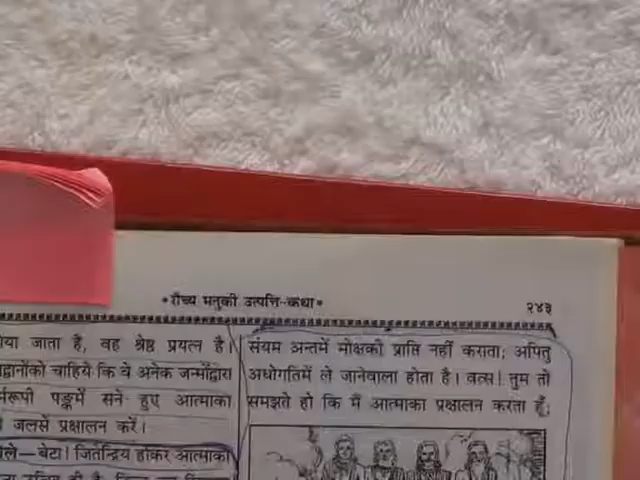 * रौच्य मनुकी उत्पत्ति-कथा *
२४३
जाता है, वह श्रेष्ठ प्रयत्न है।
चाहिये कि वे अनेक जन्मोंद्वारा
पङ्कमें सने हुए आत्माका
जलसे प्रक्षालन करें।
बेटा! जितेन्द्रिय होकर आत्माका
संयम अन्तमें मोक्षकी प्राप्ति नहीं कराता; अपितु
अधोगतिमें ले जानेवाला होता है। वत्स! तुम तो
समझते हो कि मैं आत्माका प्रक्षालन करता हूँ;